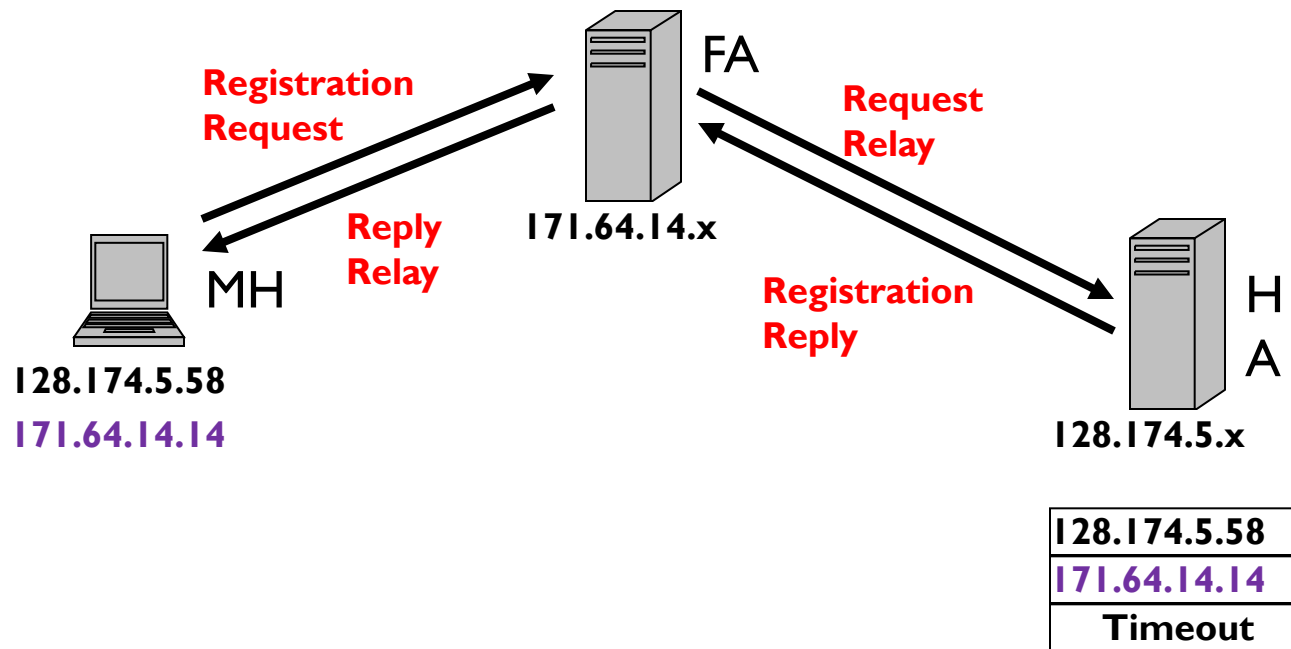 FA
Registration
Request
Request
Relay
171.64.14.x
Reply
Relay
MH
Registration
Reply
H
A
128.174.5.58
171.64.14.14
128.174.5.x
128.174.5.58
171.64.14.14
Timeout